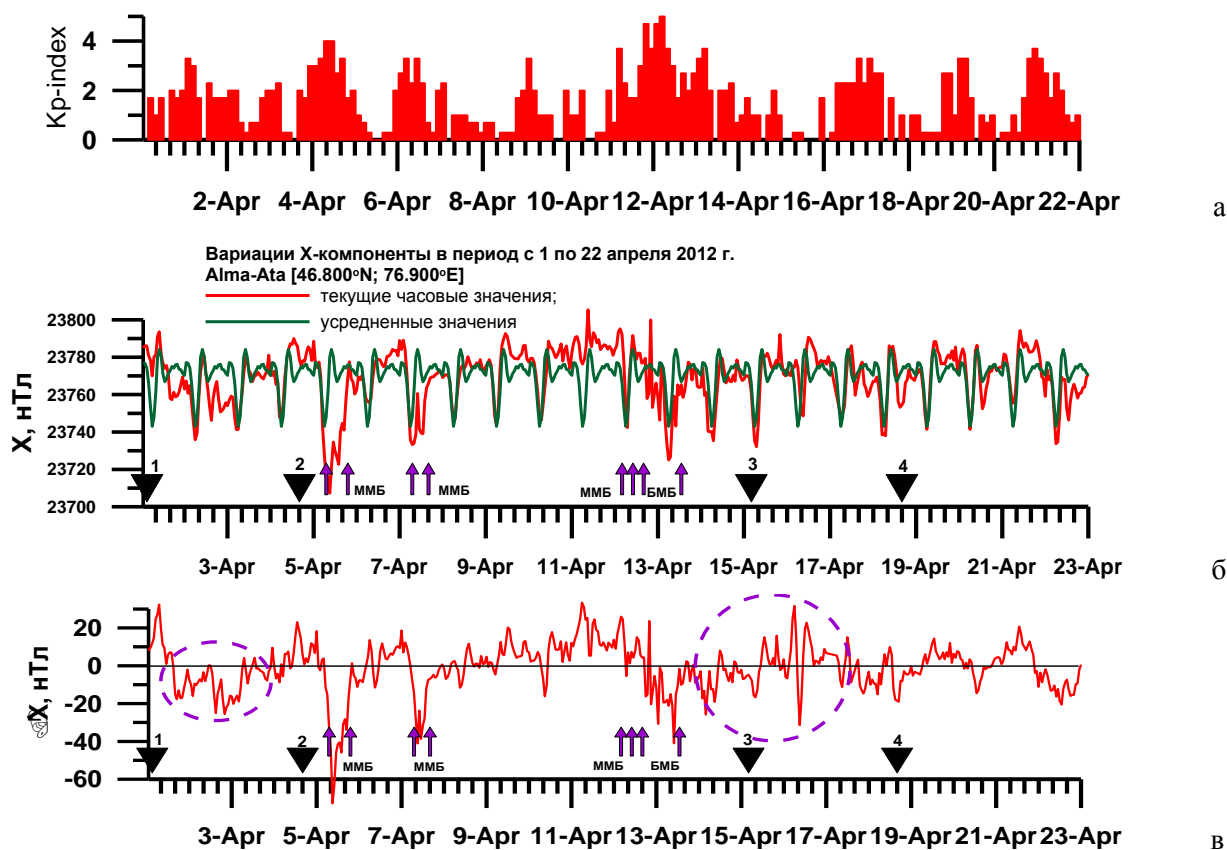 Kp-index
4
2
0
2-Apr 4-Apr 6-Apr 8-Apr 10-Apr 12-Apr 14-Apr 16-Apr 18-Apr 20-Apr 22-Apr
а
Вариации X-компоненты в период с 1 по 22 апреля 2012 г.
Alma-Ata [46.800°N; 76.900°E]
текущие часовые значения;
усредненные значения
X, нТл
23800
23780
23760
23740
23720
23700
1 2 3 4
ММБ ММБ ММБ БМБ
3-Apr 5-Apr 7-Apr 9-Apr 11-Apr 13-Apr 15-Apr 17-Apr 19-Apr 21-Apr 23-Apr
б
X, нТл
20
0
-20
-40
-60
1 2 3 4
ММБ ММБ ММБ БМБ
3-Apr 5-Apr 7-Apr 9-Apr 11-Apr 13-Apr 15-Apr 17-Apr 19-Apr 21-Apr 23-Apr
в